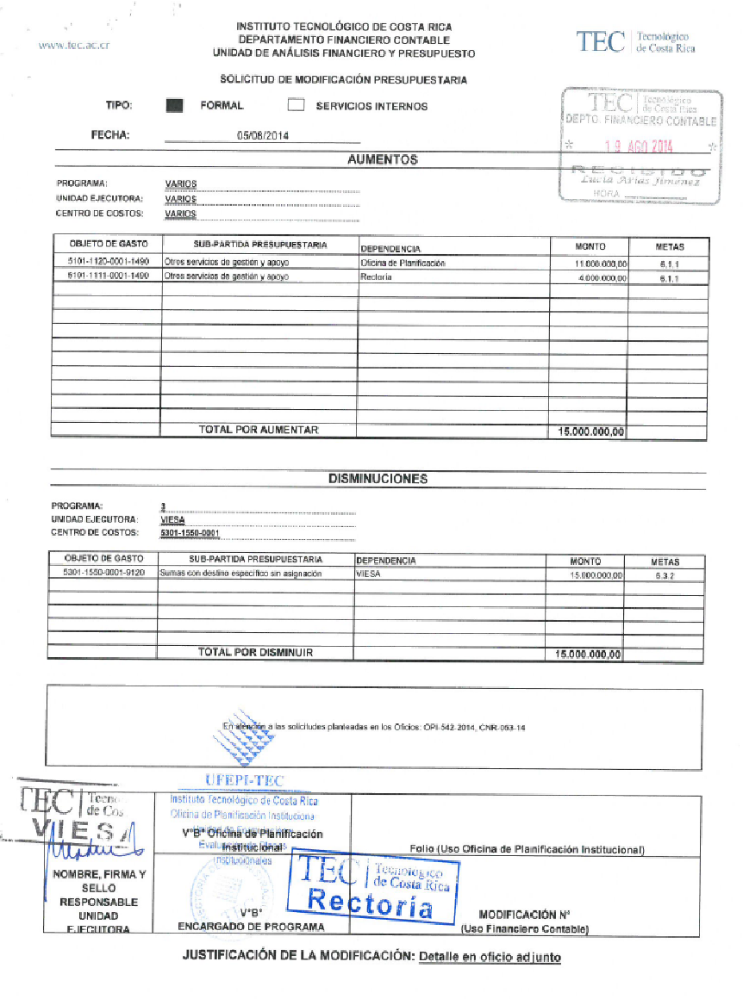 www.tec.ac.cr
INSTITUTO TECNOLÓGICO DE COSTA RICA
DEPARTAMENTO FINANCIERO CONTABLE
UNIDAD DE ANÁLISIS FINANCIERO Y PRESUPUESTO
TEC | Tecnológico de Costa Rica
SOLICITUD DE MODIFICACIÓN PRESUPUESTARIA
TIPO: FORMAL SERVICIOS INTERNOS
FECHA: 05/08/2014
TEC | Tecnológico de Costa Rica
DEPTO. FINANCIERO CONTABLE
19 AGO 2014
RECIBIDO
Lucía Arias Jiménez
HORA
AUMENTOS
PROGRAMA: VARIOS
UNIDAD EJECUTORA: VARIOS
CENTRO DE COSTOS: VARIOS
OBJETO DE GASTO SUB-PARTIDA PRESUPUESTARIA DEPENDENCIA MONTO METAS
5101-1120-0001-1490 Otros servicios de gestión y apoyo Oficina de Planificación 11.000.000,00 6.1.1
5101-1111-0001-1490 Otros servicios de gestión y apoyo Rectoría 4.000.000,00 6.1.1
TOTAL POR AUMENTAR 15.000.000,00
DISMINUCIONES
PROGRAMA: 3
UNIDAD EJECUTORA: VIESA
CENTRO DE COSTOS: 5301-1550-0001
OBJETO DE GASTO SUB-PARTIDA PRESUPUESTARIA DEPENDENCIA MONTO METAS
5301-1550-0001-9120 Sumas con destino específico sin asignación VIESA 15.000.000,00 6.3.2
TOTAL POR DISMINUIR 15.000.000,00
En atención a las solicitudes planteadas en los Oficios: OPI-542-2014, CNR-053-14
UFEPI-TEC
Instituto Tecnológico de Costa Rica
Oficina de Planificación Instituciona
Institucionales
TEC | Tecno
de Cos
VIESA
V°B° Oficina de Planificación
Institucional
Folio (Uso Oficina de Planificación Institucional)
TEC | Tecnológico
de Costa Rica
Rectoría
NOMBRE, FIRMA Y
SELLO
RESPONSABLE
UNIDAD
EJECUTORA
V°B°
ENCARGADO DE PROGRAMA
MODIFICACIÓN N°
(Uso Financiero Contable)
JUSTIFICACIÓN DE LA MODIFICACIÓN: Detalle en oficio adjunto